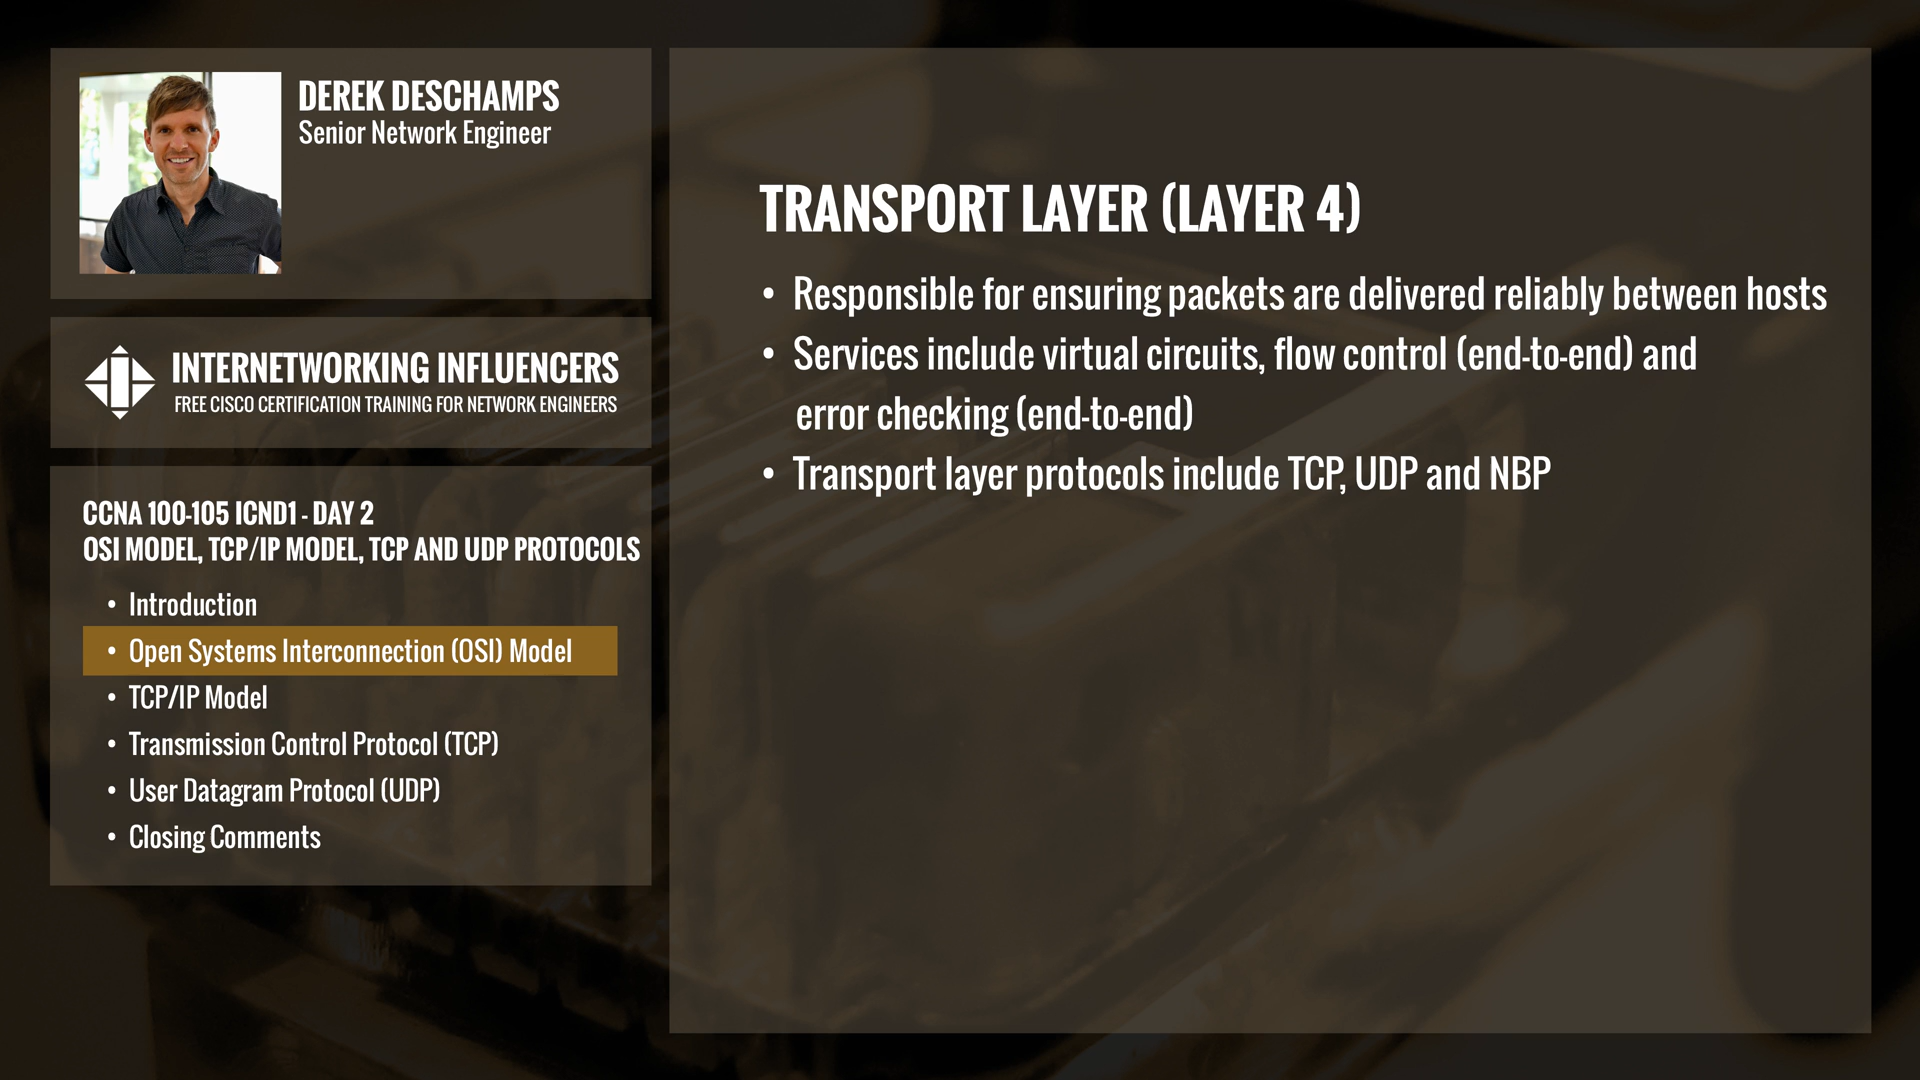 DEREK DESCHAMPS
Senior Network Engineer
INTERNETWORKING INFLUENCERS
FREE CISCO CERTIFICATION TRAINING FOR NETWORK ENGINEERS
CCNA 100-105 ICND1 - DAY 2
OSI MODEL, TCP/IP MODEL, TCP AND UDP PROTOCOLS
• Introduction
• Open Systems Interconnection (OSI) Model
• TCP/IP Model
• Transmission Control Protocol (TCP)
• User Datagram Protocol (UDP)
• Closing Comments
TRANSPORT LAYER (LAYER 4)
• Responsible for ensuring packets are delivered reliably between hosts
• Services include virtual circuits, flow control (end-to-end) and
error checking (end-to-end)
• Transport layer protocols include TCP, UDP and NBP